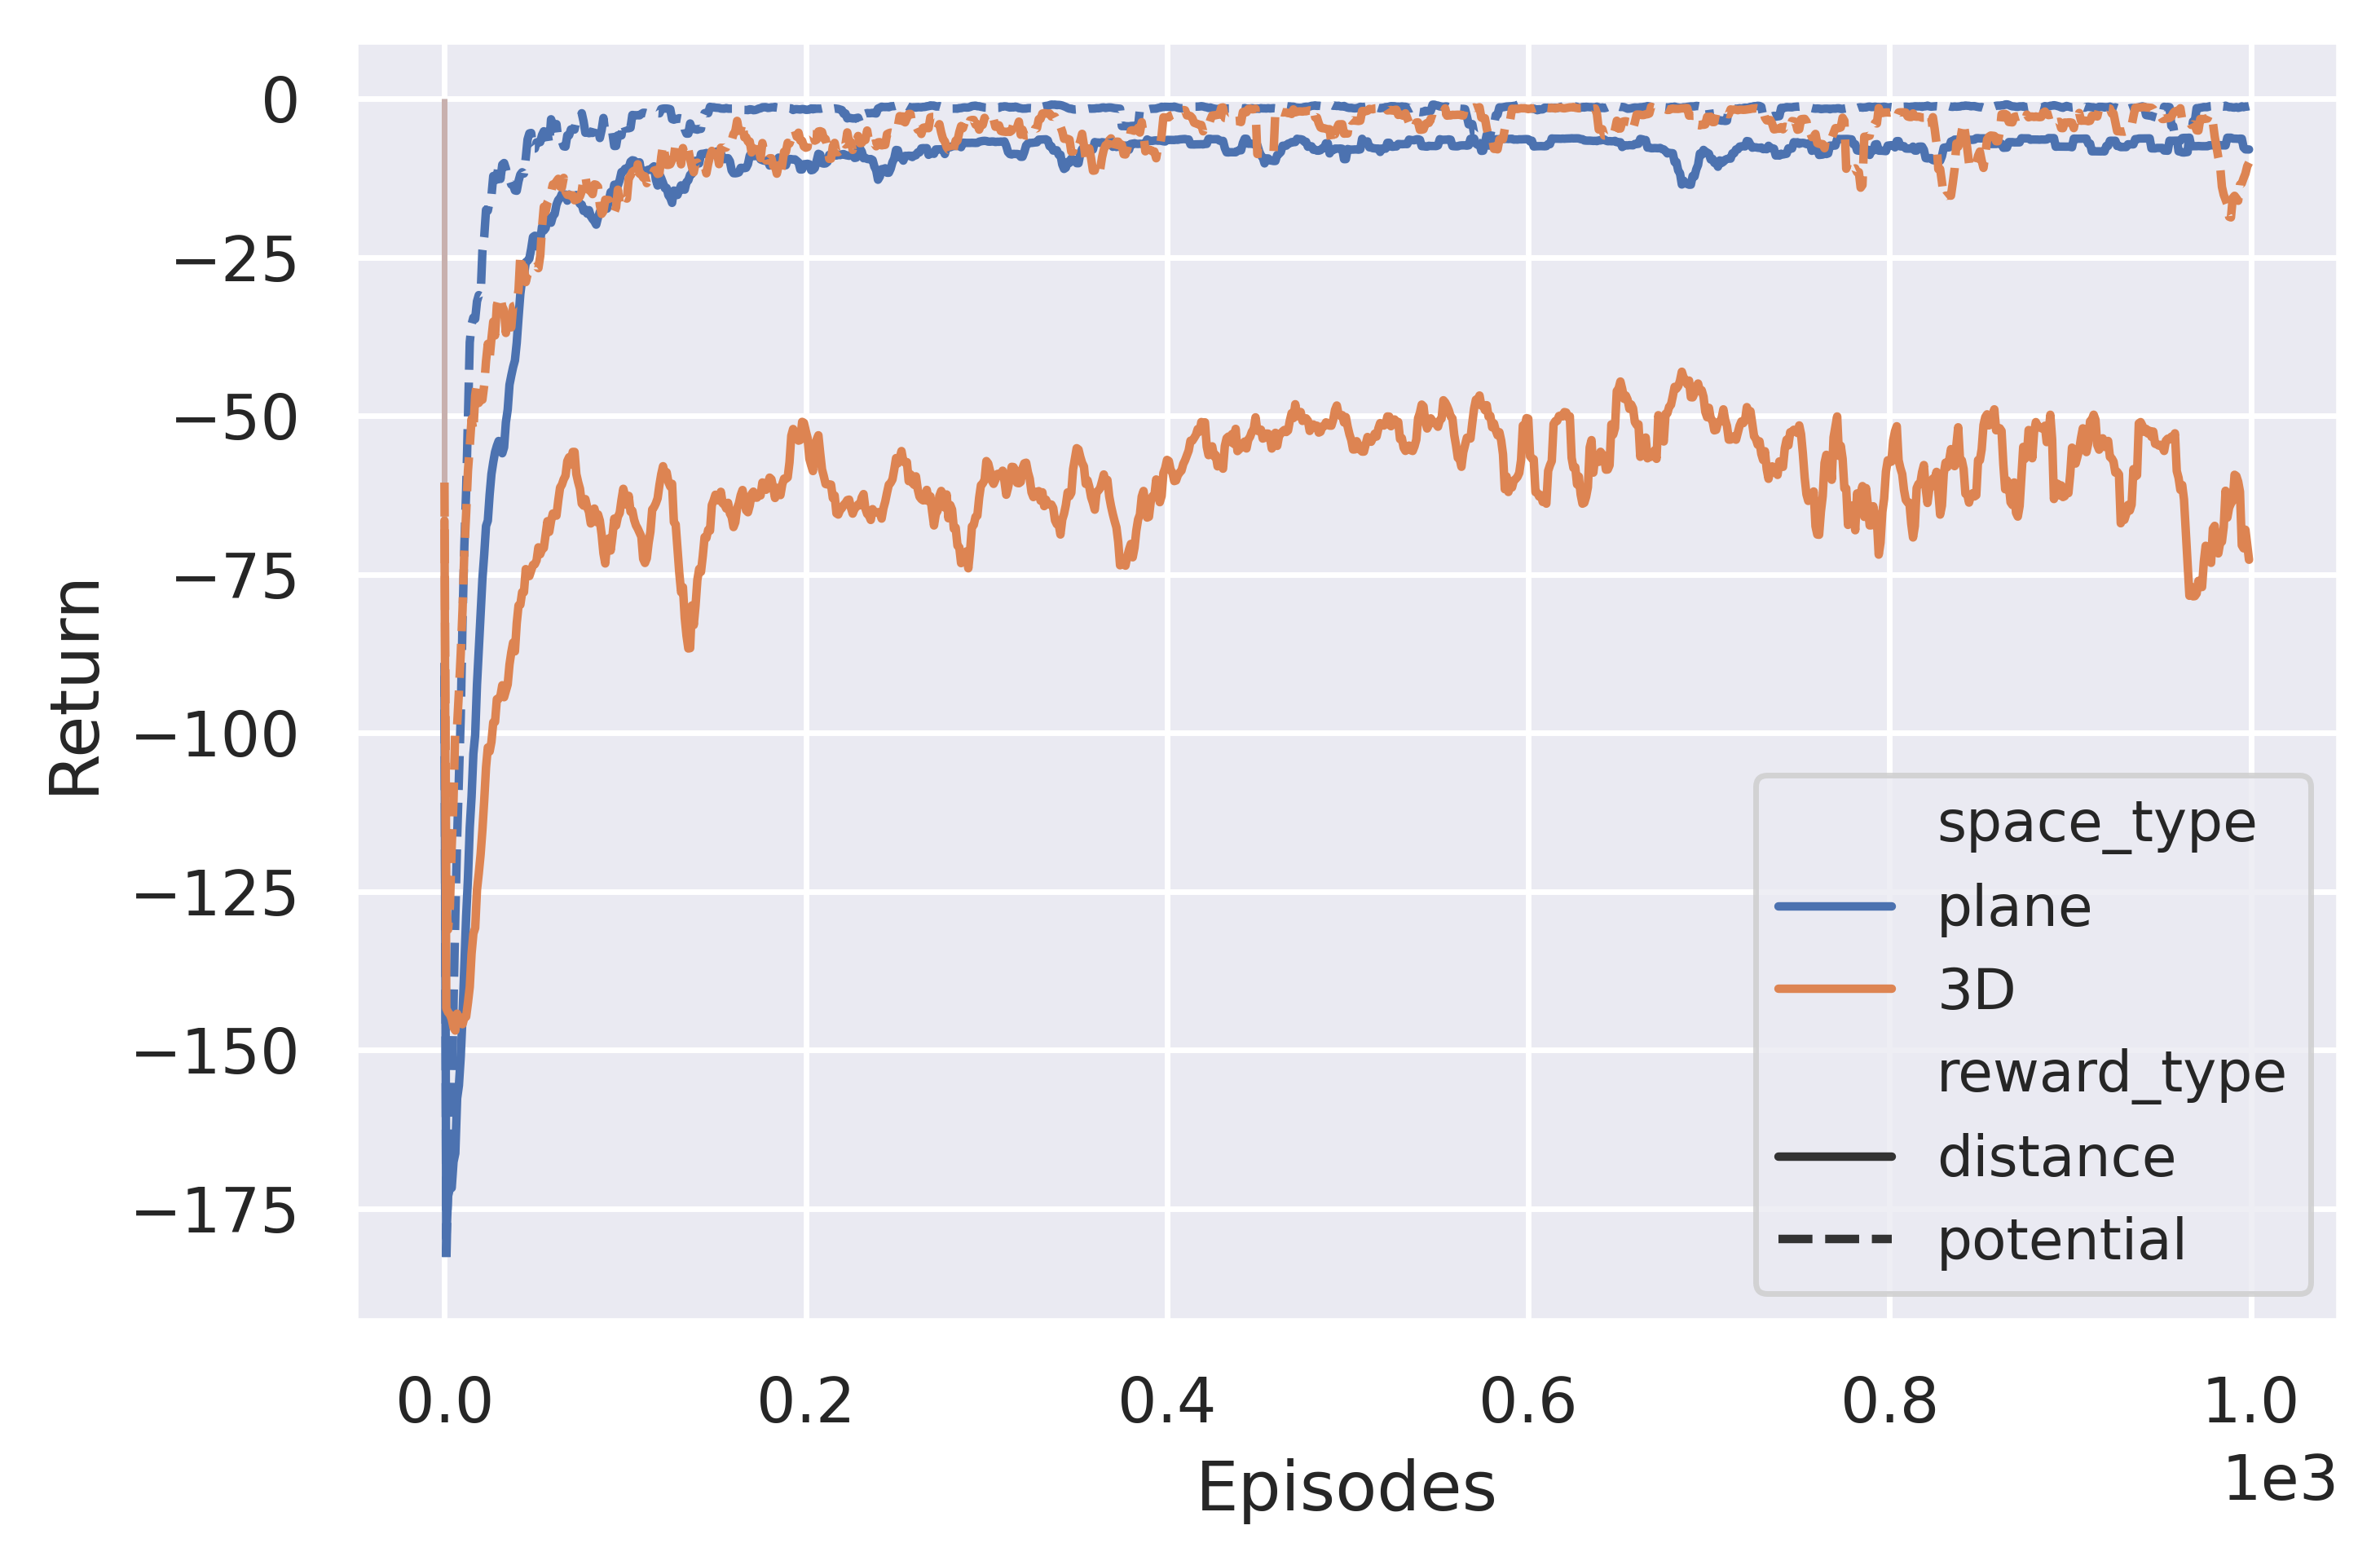 0
−25
−50
−75
−100
−125
−150
−175
Return
0.0 0.2 0.4 0.6 0.8 1.0
1e3
Episodes
space_type
plane
3D
reward_type
distance
potential